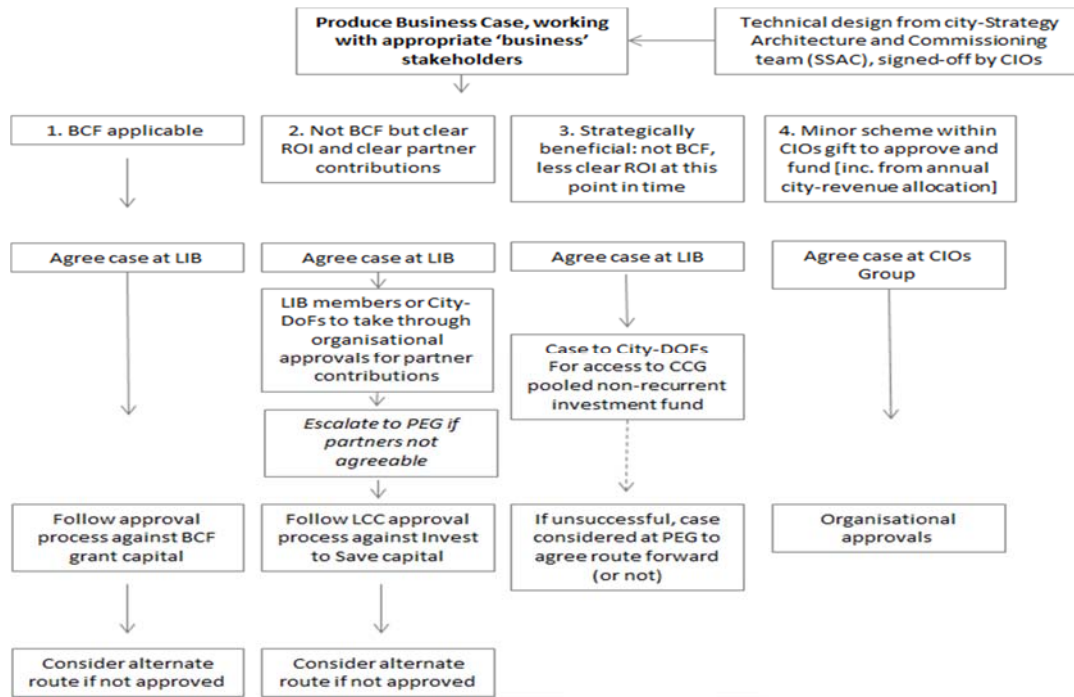 Produce Business Case, working
with appropriate ‘business’
stakeholders
Technical design from city-Strategy
Architecture and Commissioning
team (SSAC), signed-off by CIOs
1. BCF applicable
2. Not BCF but clear
ROI and clear partner
contributions
3. Strategically
beneficial: not BCF,
less clear ROI at this
point in time
4. Minor scheme within
CIOs gift to approve and
fund [inc. from annual
city-revenue allocation]
Agree case at LIB
Agree case at LIB
Agree case at LIB
Agree case at CIOs
Group
LIB members or City-
DoFs to take through
organisational
approvals for partner
contributions
Case to City-DOFs
For access to CCG
pooled non-recurrent
investment fund
Escalate to PEG if
partners not
agreeable
Follow approval
process against BCF
grant capital
Follow LCC approval
process against Invest
to Save capital
If unsuccessful, case
considered at PEG to
agree route forward
(or not)
Organisational
approvals
Consider alternate
route if not approved
Consider alternate
route if not approved